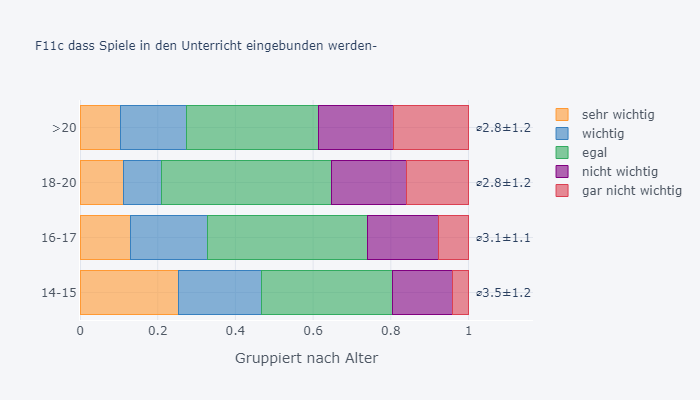 F11c dass Spiele in den Unterricht eingebunden werden-
>20
⌀2.8±1.2
18-20
⌀2.8±1.2
16-17
⌀3.1±1.1
14-15
⌀3.5±1.2
0
0.2
0.4
0.6
0.8
1
Gruppiert nach Alter
sehr wichtig
wichtig
egal
nicht wichtig
gar nicht wichtig